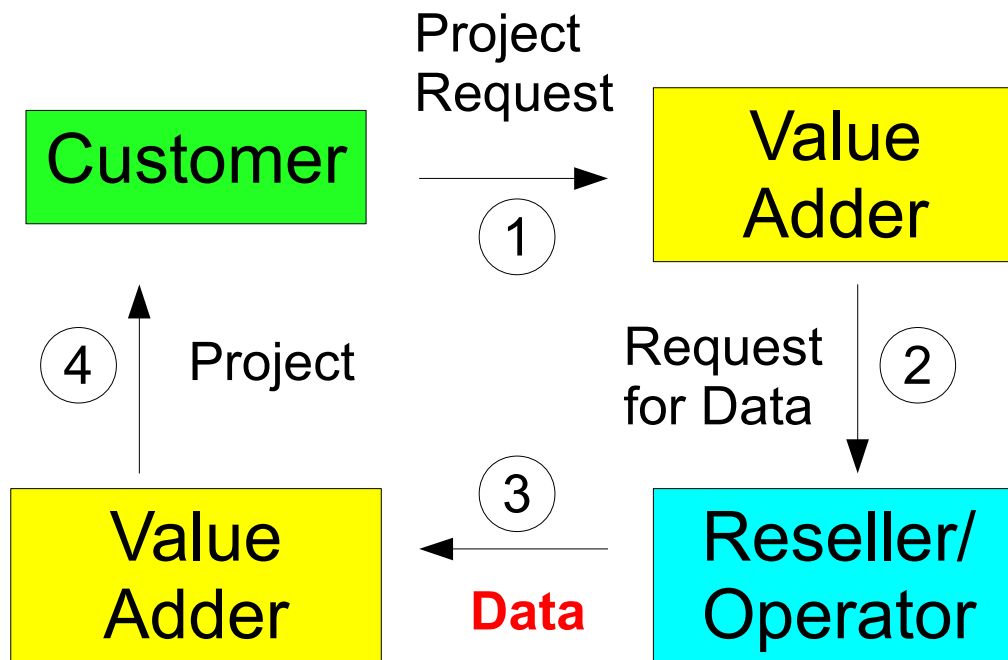 Project
Request
Customer
Value
Adder
1
4
Project
Request
for Data
2
3
Value
Adder
Data
Reseller/
Operator